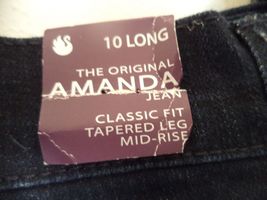 10 LONG
THE ORIGINAL
AMANDA
JEAN
CLASSIC FIT
TAPERED LEG
MID-RISE